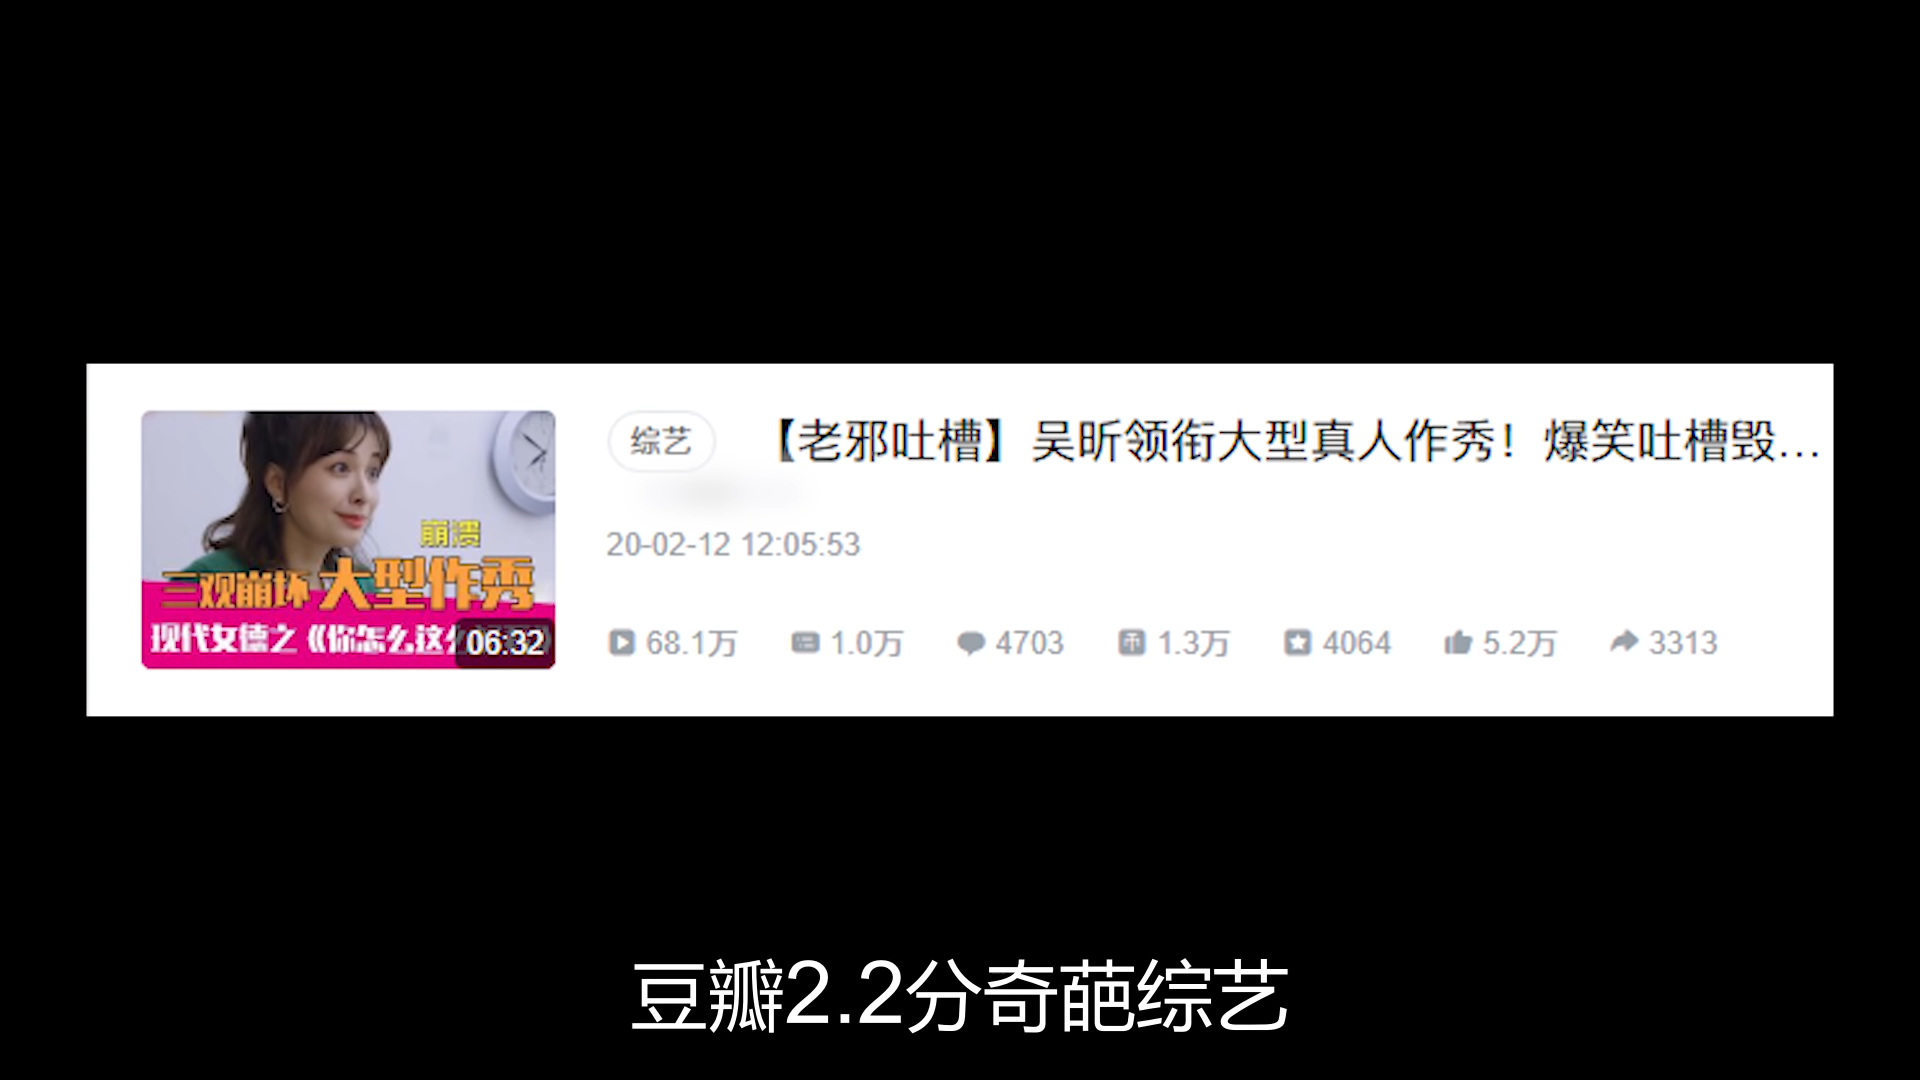 综艺 【老邪吐槽】吴昕领衔大型真人作秀！爆笑吐槽毁...
崩溃
三观崩坏 大型作秀
现代女德之《你怎么这么
06:32
20-02-12 12:05:53
68.1万 1.0万 4703 1.3万 4064 5.2万 3313
豆瓣2.2分奇葩综艺